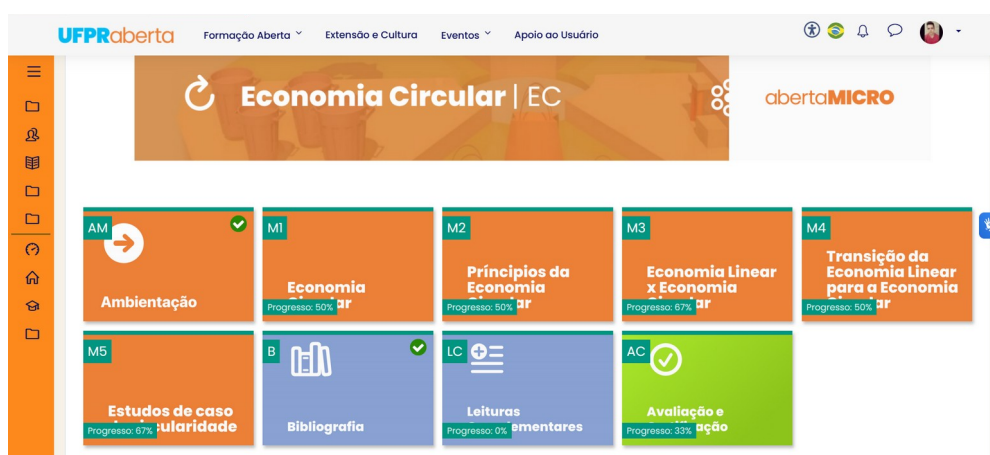 UFPRaberta Formação Aberta Extensão e Cultura Eventos Apoio ao Usuário
Economia Circular | EC
abertaMICRO
AM
Ambientação
M1
Economia
Progresso: 50%
M2
Príncipios da
Economia
Progresso: 50%
M3
Economia Linear
x Economia
Progresso: 67%
M4
Transição da
Economia Linear
para a Economia
Progresso: 50%
M5
Estudos de caso
Progresso: 67%
B
Bibliografia
LC
Leituras
Progresso: 0%
AC
Avaliação e
Progresso: 33%